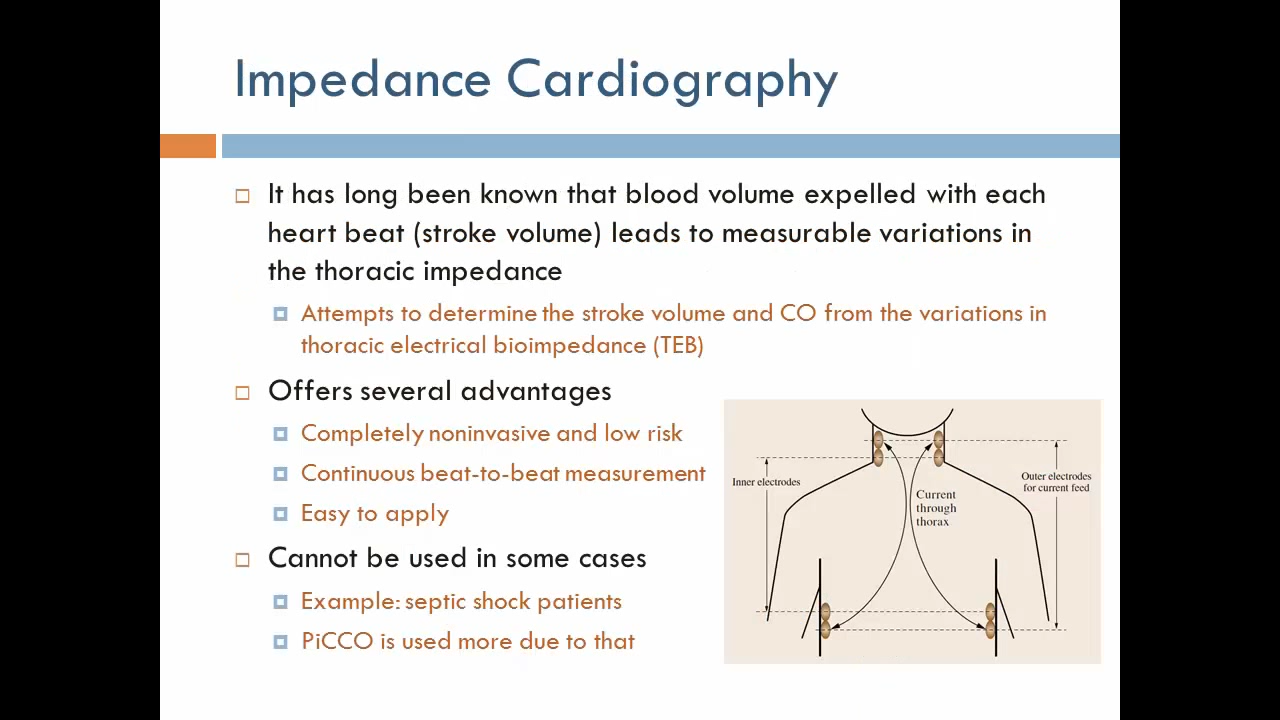 Impedance Cardiography
It has long been known that blood volume expelled with each
heart beat (stroke volume) leads to measurable variations in
the thoracic impedance
Attempts to determine the stroke volume and CO from the variations in
thoracic electrical bioimpedance (TEB)
Offers several advantages
Completely noninvasive and low risk
Continuous beat-to-beat measurement
Easy to apply
Cannot be used in some cases
Example: septic shock patients
PiCCO is used more due to that
Inner electrodes
Current
through
thorax
Outer electrodes
for current feed